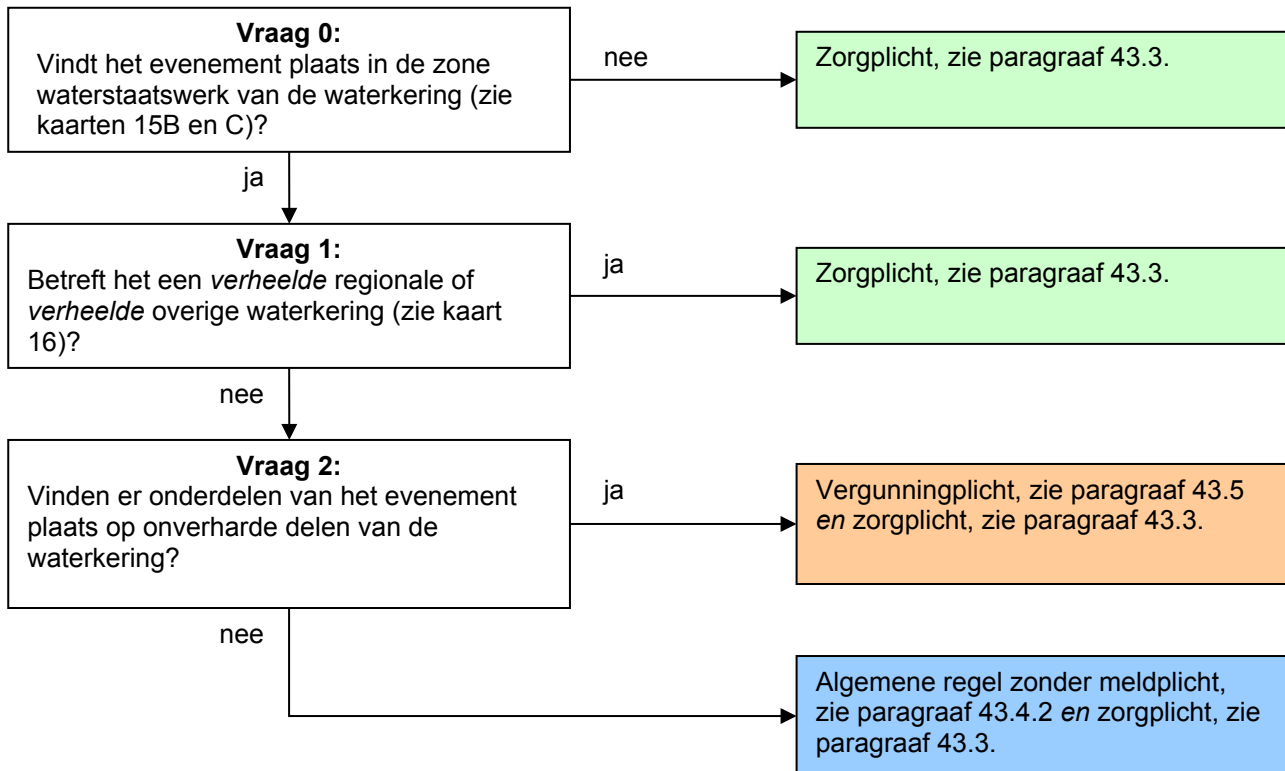 Vraag 0:
Vindt het evenement plaats in de zone
waterstaatswerk van de waterkering (zie
kaarten 15B en C)?
nee
Zorgplicht, zie paragraaf 43.3.
ja
Vraag 1:
Betreft het een verheelde regionale of
verheelde overige waterkering (zie kaart
16)?
ja
Zorgplicht, zie paragraaf 43.3.
nee
Vraag 2:
Vinden er onderdelen van het evenement
plaats op onverharde delen van de
waterkering?
ja
Vergunningplicht, zie paragraaf 43.5
en zorgplicht, zie paragraaf 43.3.
nee
Algemene regel zonder meldplicht,
zie paragraaf 43.4.2 en zorgplicht, zie
paragraaf 43.3.